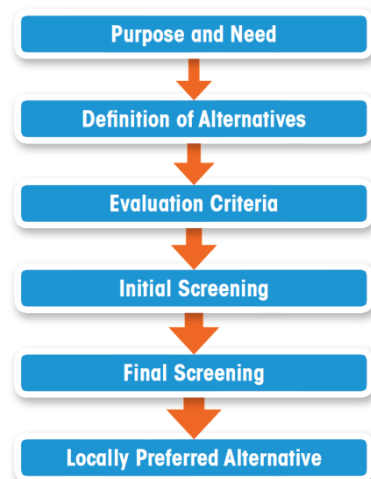 Purpose and Need
Definition of Alternatives
Evaluation Criteria
Initial Screening
Final Screening
Locally Preferred Alternative